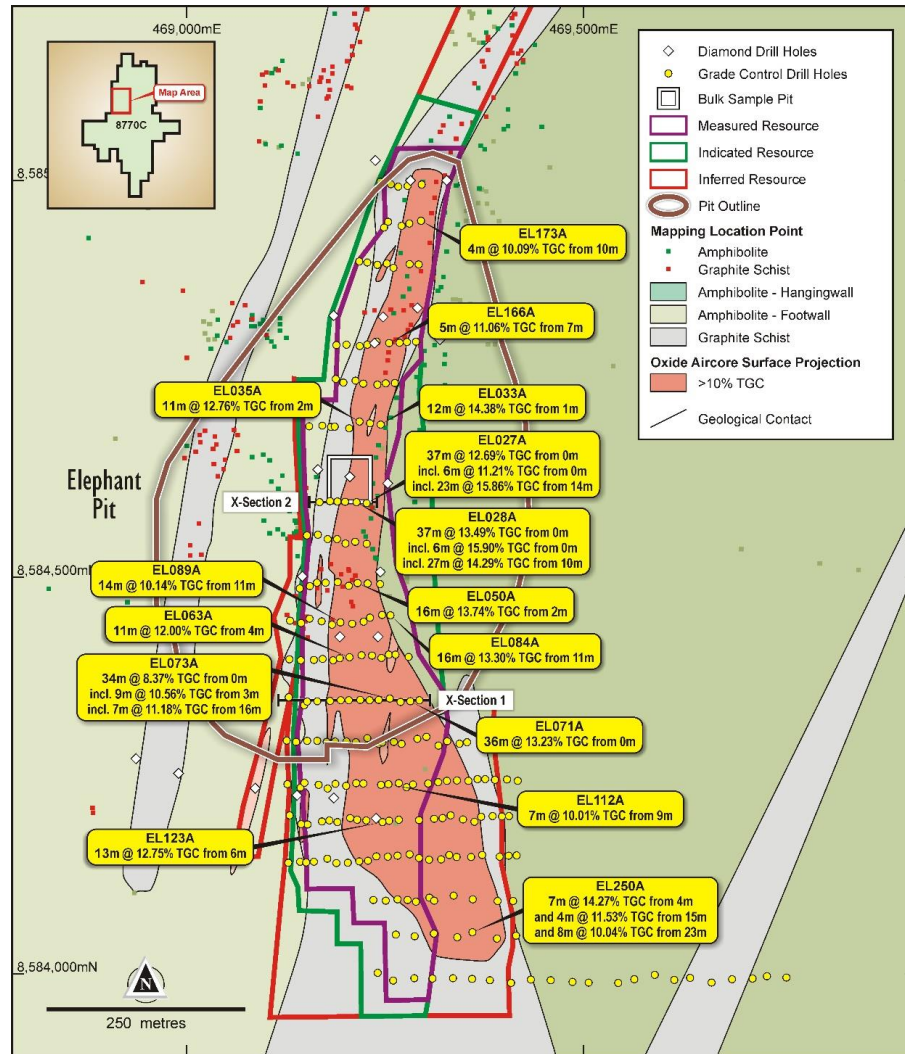 469,000mE
469,500mE
Map Area
8770C
Diamond Drill Holes
Grade Control Drill Holes
Bulk Sample Pit
Measured Resource
Indicated Resource
Inferred Resource
Pit Outline
Mapping Location Point
Amphibolite
Graphite Schist
Amphibolite - Hangingwall
Amphibolite - Footwall
Graphite Schist
Oxide Aircore Surface Projection
>10% TGC
Geological Contact
8,585
EL173A
4m @ 10.09% TGC from 10m
EL166A
5m @ 11.06% TGC from 7m
EL035A
11m @ 12.76% TGC from 2m
EL033A
12m @ 14.38% TGC from 1m
EL027A
37m @ 12.69% TGC from 0m
incl. 6m @ 11.21% TGC from 0m
incl. 23m @ 15.86% TGC from 14m
Elephant
Pit
X-Section 2
EL028A
37m @ 13.49% TGC from 0m
incl. 6m @ 15.90% TGC from 0m
incl. 27m @ 14.29% TGC from 10m
8,584,500mN
EL089A
14m @ 10.14% TGC from 11m
EL050A
16m @ 13.74% TGC from 2m
EL063A
11m @ 12.00% TGC from 4m
EL084A
16m @ 13.30% TGC from 11m
EL073A
34m @ 8.37% TGC from 0m
incl. 9m @ 10.56% TGC from 3m
incl. 7m @ 11.18% TGC from 16m
X-Section 1
EL071A
36m @ 13.23% TGC from 0m
EL112A
7m @ 10.01% TGC from 9m
EL123A
13m @ 12.75% TGC from 6m
EL250A
7m @ 14.27% TGC from 4m
and 4m @ 11.53% TGC from 15m
and 8m @ 10.04% TGC from 23m
8,584,000mN
N
250 metres